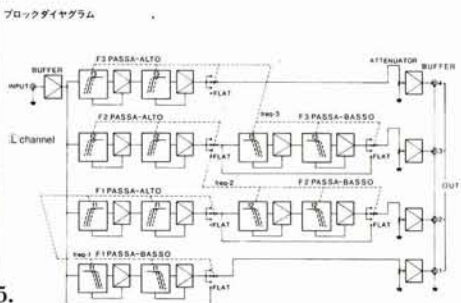 ブロックダイヤグラム
F3 PASSA-ALTO
ATTENUATOR
BUFFER
BUFFER
INPUT
F2 PASSA-ALTO
+FLAT
freq-3
F3 PASSA-BASSO
L channel
+FLAT
+FLAT
3
F1 PASSA-ALTO
freq-2
F2 PASSA-BASSO
OUT
+FLAT
+FLAT
2
freq-1
F1 PASSA-BASSO
+FLAT
1
5.